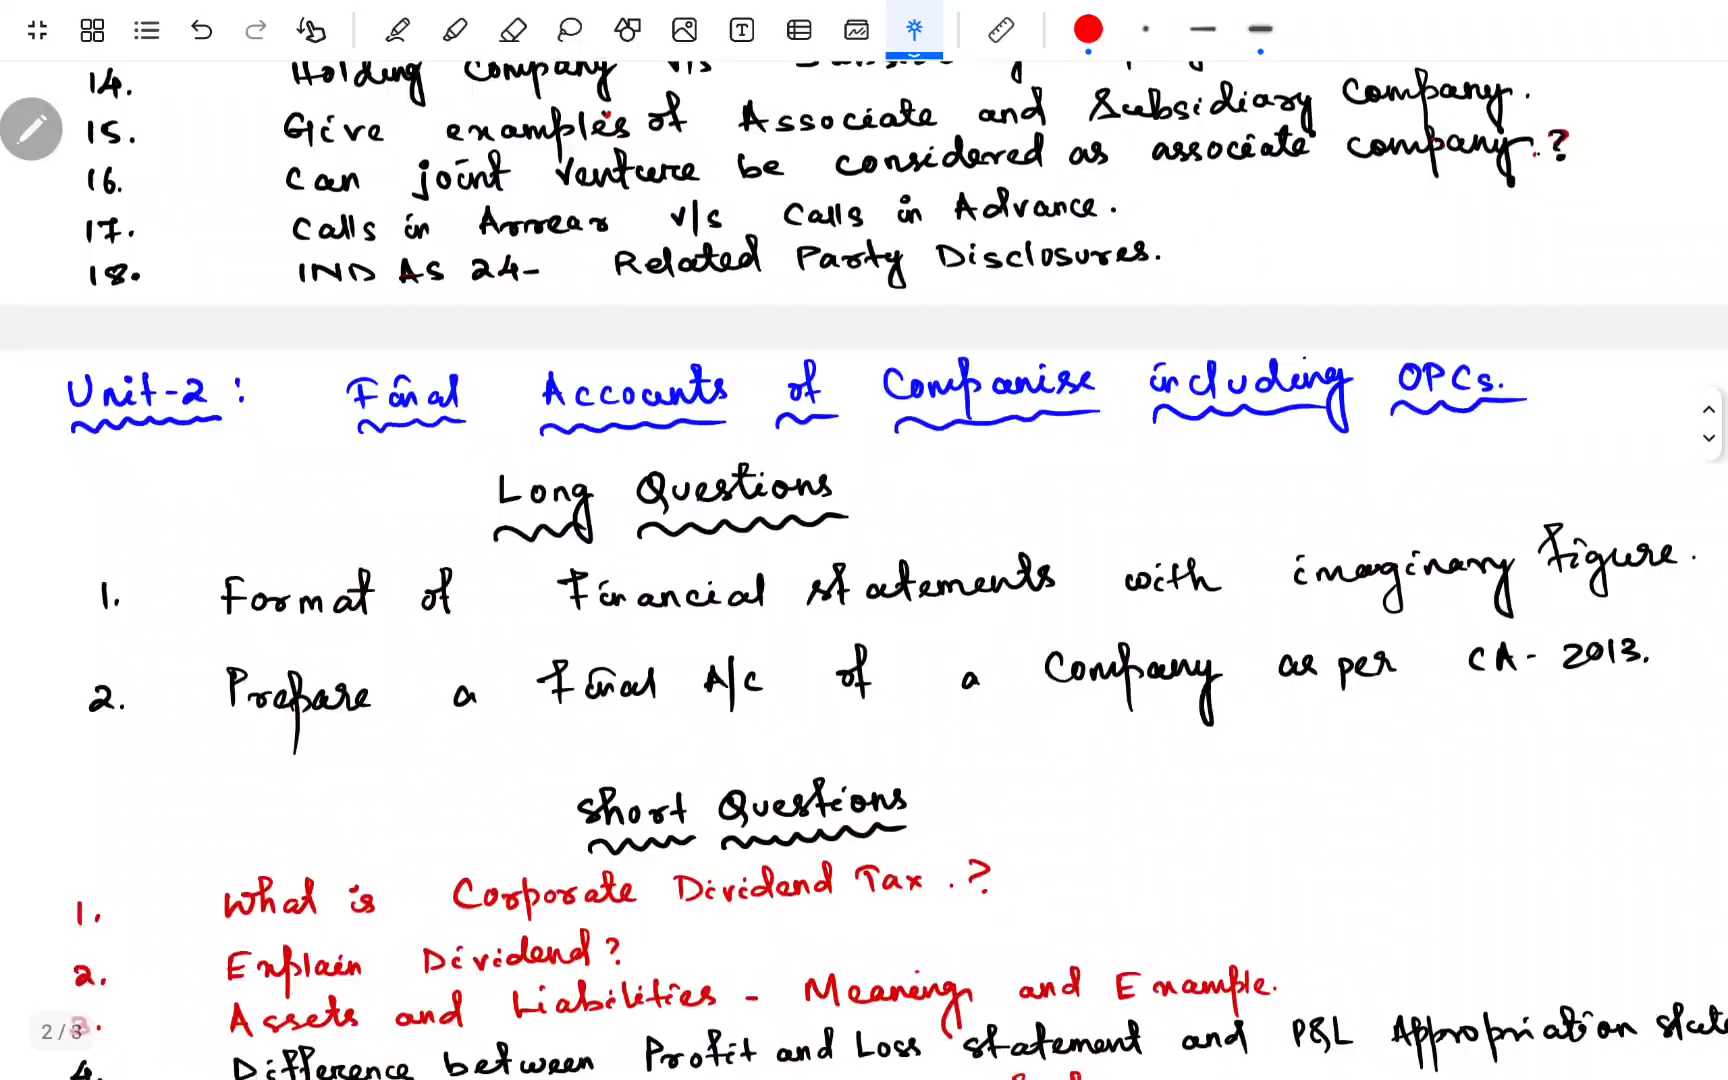 14. Holding Company v/s
15. Give examples of Associate and Subsidiary Company.
16. Can joint Venture be considered as associate company.?
17. Calls in Arrear v/s Calls in Advance.
18. IND AS 24- Related Party Disclosures.
Unit-2: Final Accounts of Companise including OPCs.
Long Questions
1. Format of Financial statements with imaginary figure.
2. Prepare a Final A/c of a Company as per CA-2013.
Short Questions
1. What is Corporate Dividend Tax.?
2. Explain Dividend?
3. Assets and Liabilities - Meaning and Example.
4. Difference between Profit and Loss statement and P&L Appropriation
2/3